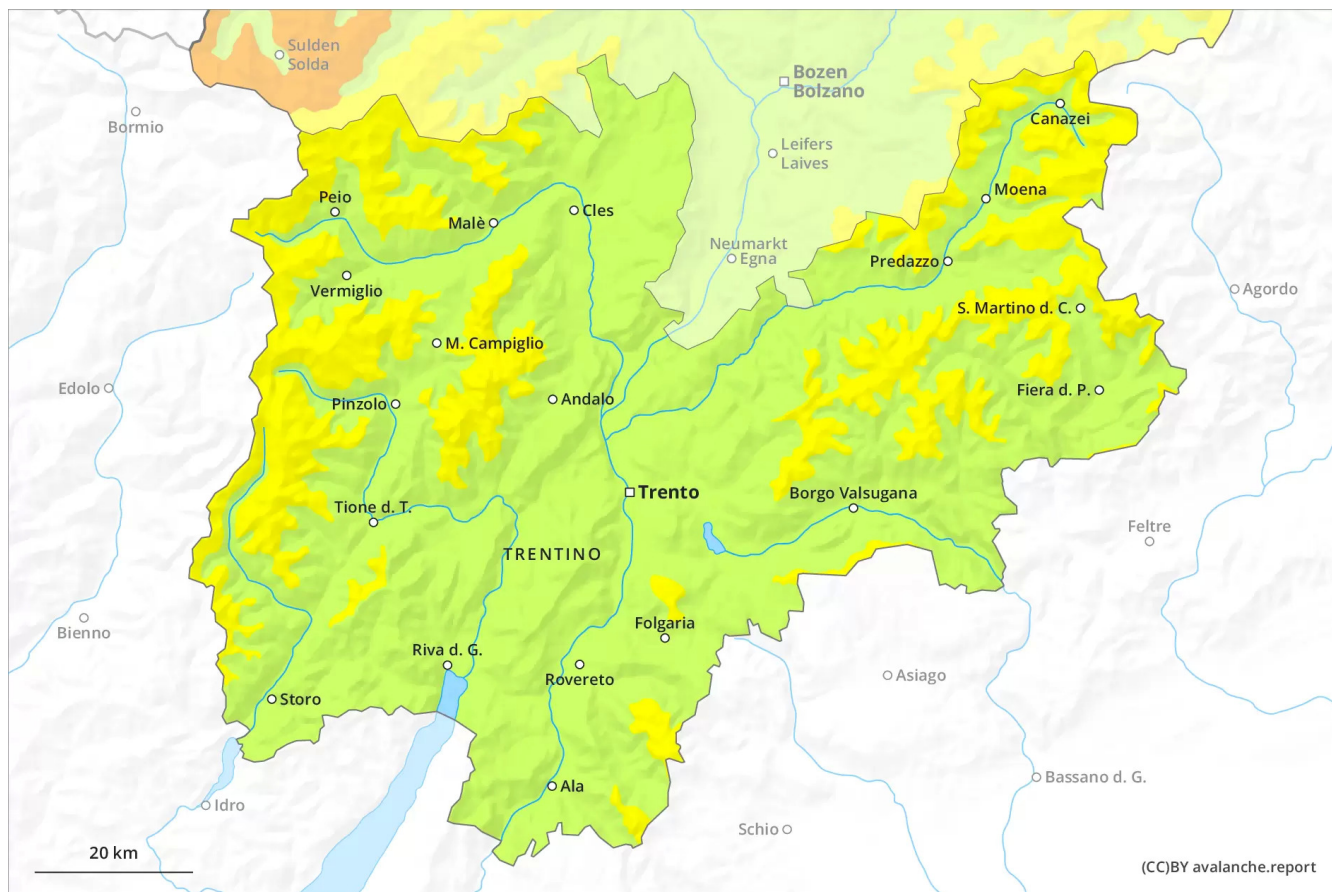 Sulden
Solda
Bozen
Bolzano
Bormio
Canazei
Leifers
Laives
Peio
Moena
Malè
Cles
Neumarkt
Egna
Predazzo
Vermiglio
Agordo
S. Martino d. C.
M. Campiglio
Edolo
Fiera d. P.
Andalo
Pinzolo
Trento
Borgo Valsugana
Tione d. T.
Feltre
TRENTINO
Bienno
Folgaria
Riva d. G.
Asiago
Rovereto
Storo
Bassano d. G.
Ala
Idro
Schio
20 km
(CC)BY avalanche.report